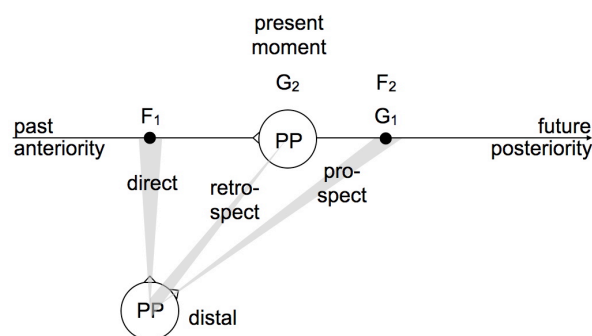 present
moment
G₂
F₂
F₁
G₁
past
future
anteriority
PP
posteriority
direct
retro-
spect
pro-
spect
PP
distal